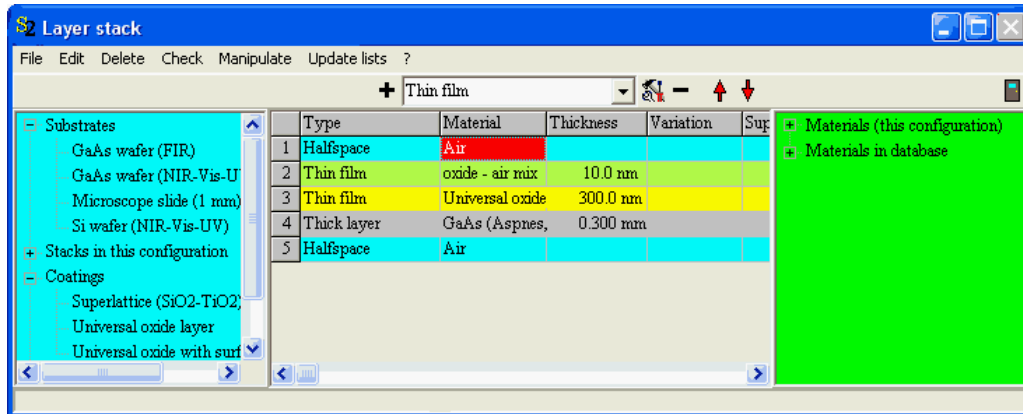 S2 Layer stack
File Edit Delete Check Manipulate Update lists ?
+ Thin film
Substrates
GaAs wafer (FIR)
GaAs wafer (NIR-Vis-U
Microscope slide (1 mm)
Si wafer (NIR-Vis-UV)
Stacks in this configuration
Coatings
Superlattice (SiO2-TiO2)
Universal oxide layer
Universal oxide with surf
Type Material Thickness Variation Sup
1 Halfspace Air
2 Thin film oxide - air mix 10.0 nm
3 Thin film Universal oxide 300.0 nm
4 Thick layer GaAs (Aspnes, 0.300 mm
5 Halfspace Air
Materials (this configuration)
Materials in database